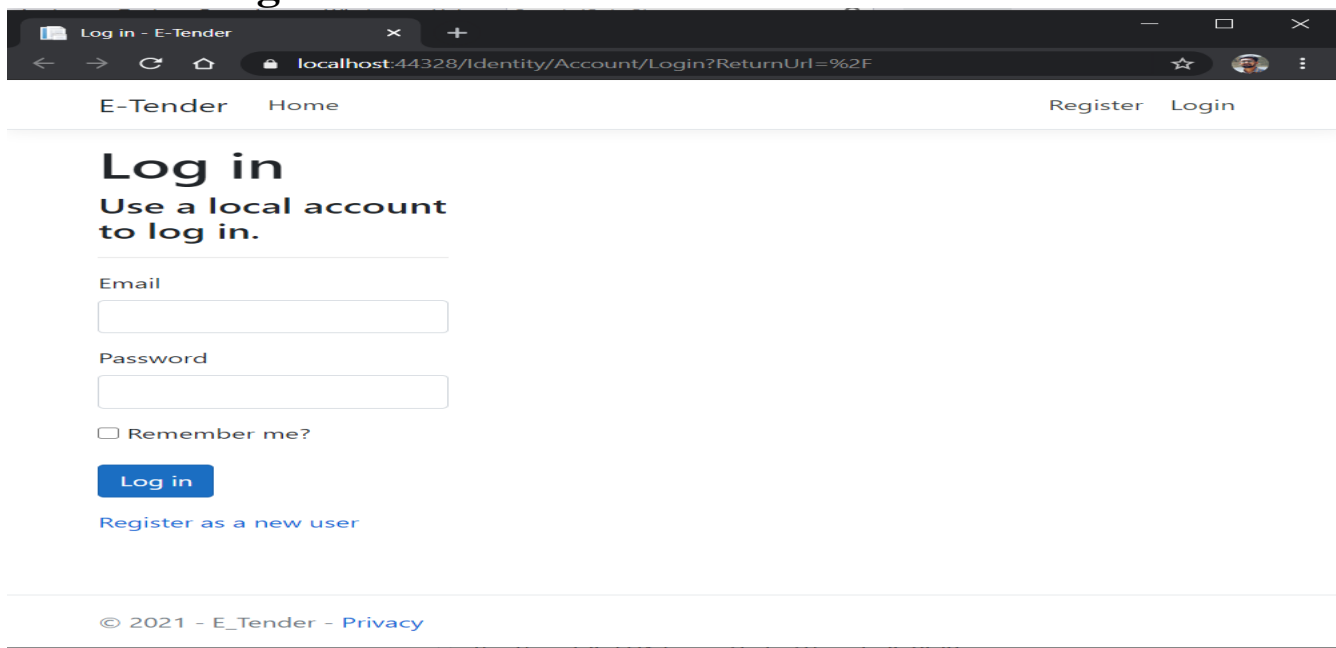 Log in - E-Tender
localhost:44328/Identity/Account/Login?ReturnUrl=%2F
E-Tender Home Register Login
Log in
Use a local account
to log in.
Email
Password
Remember me?
Log in
Register as a new user
© 2021 - E_Tender - Privacy